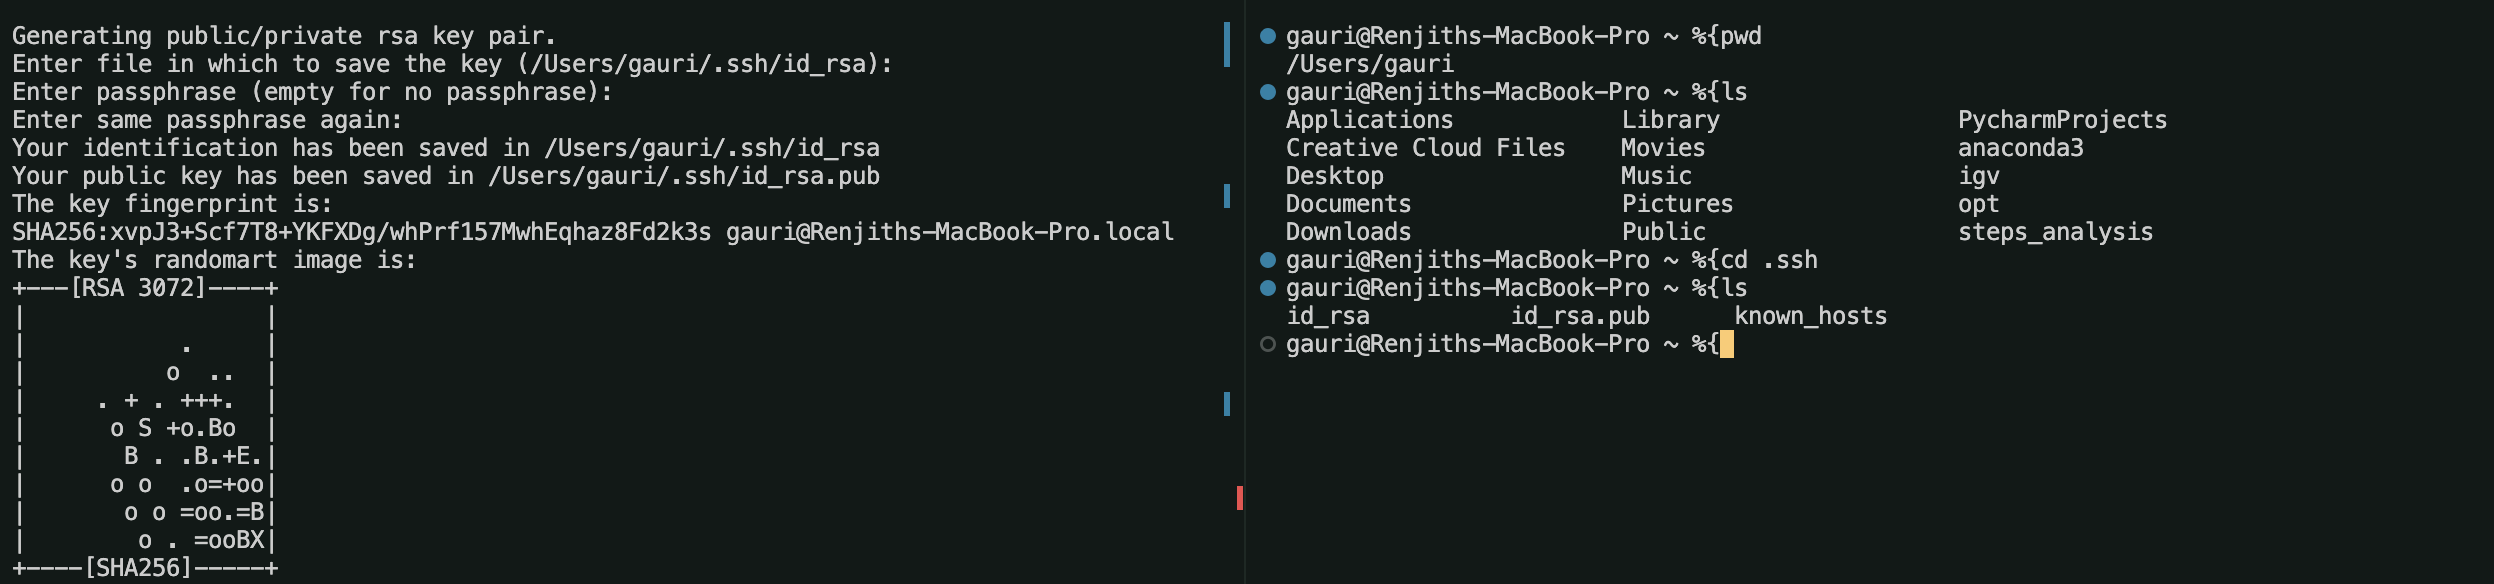 Generating public/private rsa key pair.
Enter file in which to save the key (/Users/gauri/.ssh/id_rsa):
Enter passphrase (empty for no passphrase):
Enter same passphrase again:
Your identification has been saved in /Users/gauri/.ssh/id_rsa
Your public key has been saved in /Users/gauri/.ssh/id_rsa.pub
The key fingerprint is:
SHA256:xvpJ3+Scf7T8+YKFXDg/whPrf157MwhEqhaz8Fd2k3s gauri@Renjiths-MacBook-Pro.local
The key's randomart image is:
+---[RSA 3072]----+
|                 |
|           .     |
|          o  ..  |
|     . + . +++.  |
|      o S +o.Bo  |
|       B . .B.+E.|
|      o o  .o=+oo|
|       o o =oo.=B|
|        o . =ooBX|
+----[SHA256]-----+
gauri@Renjiths-MacBook-Pro ~ %{pwd
/Users/gauri
gauri@Renjiths-MacBook-Pro ~ %{ls
Applications            Library                 PycharmProjects
Creative Cloud Files    Movies                  anaconda3
Desktop                 Music                   igv
Documents               Pictures                opt
Downloads               Public                  steps_analysis
gauri@Renjiths-MacBook-Pro ~ %{cd .ssh
gauri@Renjiths-MacBook-Pro ~ %{ls
id_rsa          id_rsa.pub      known_hosts
gauri@Renjiths-MacBook-Pro ~ %{